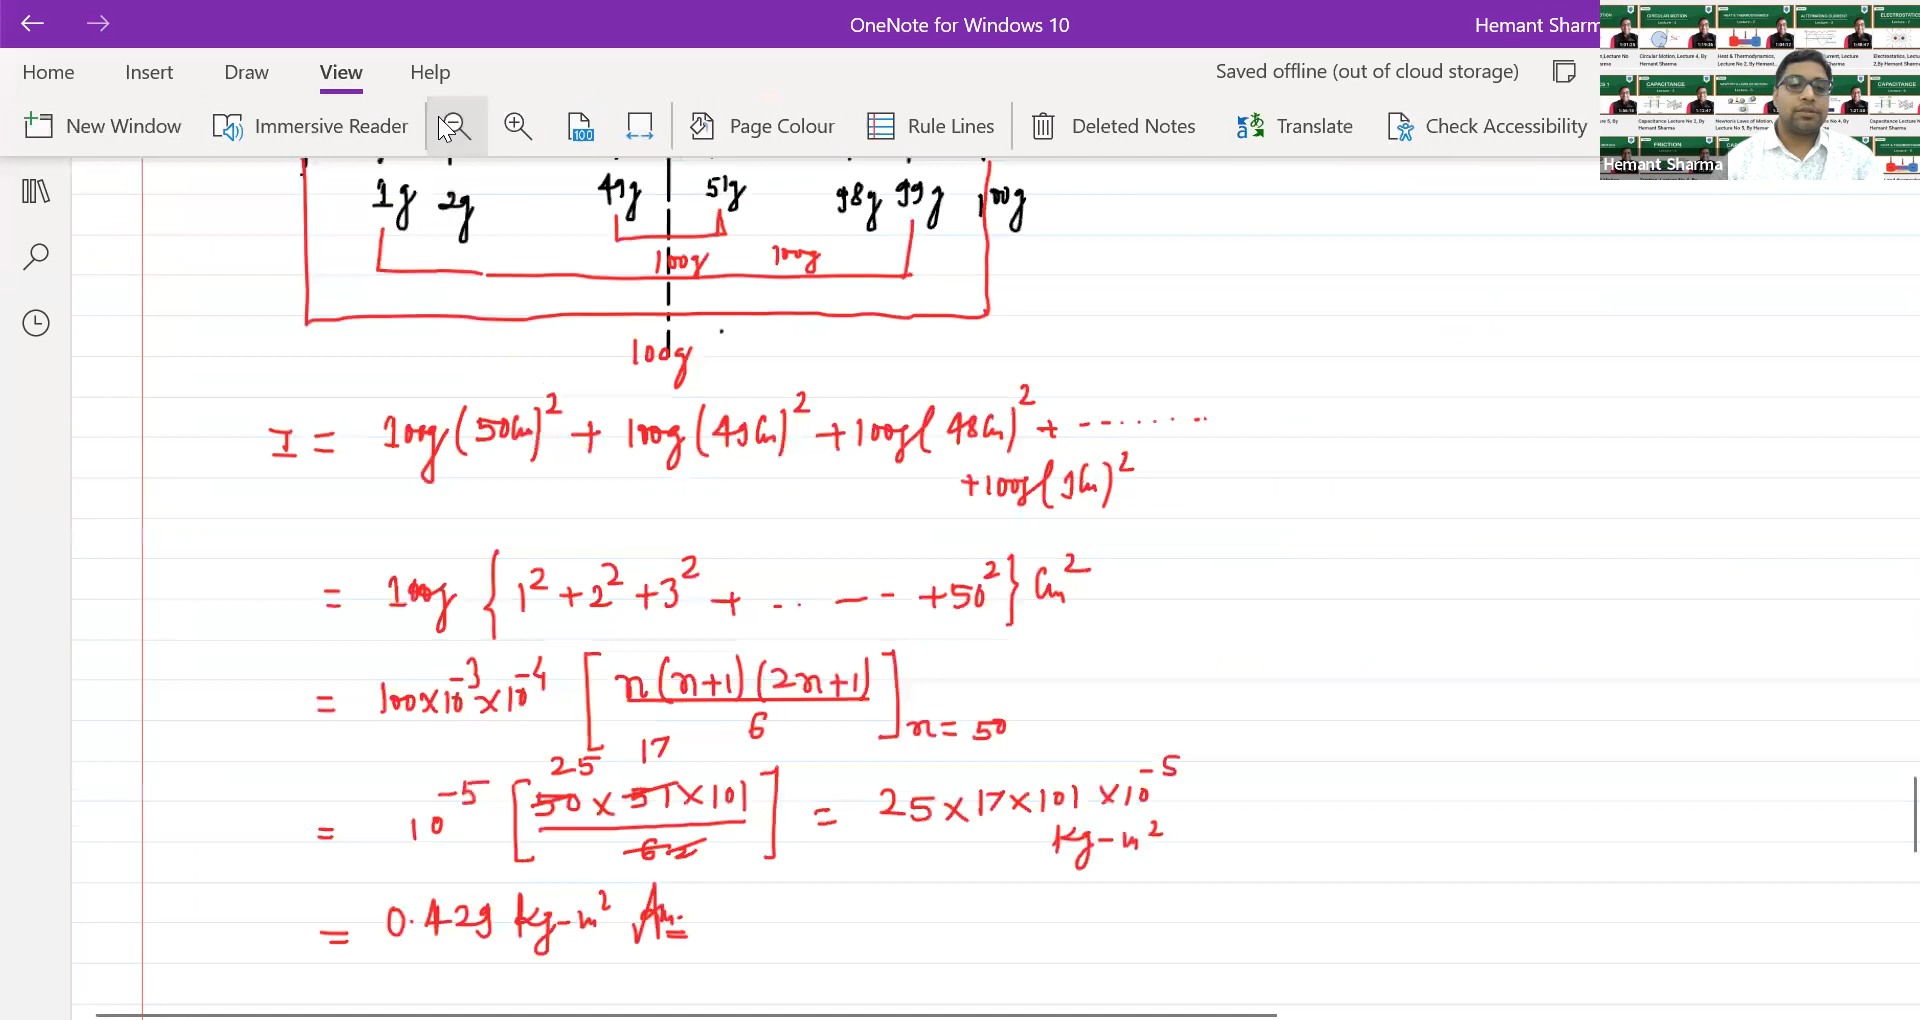 OneNote for Windows 10
Hemant Sharm
Home Insert Draw View Help
Saved offline (out of cloud storage)
New Window Immersive Reader 100 Page Colour Rule Lines Deleted Notes Translate Check Accessibility
Hemant Sharma
1g 2g 49g 51g 98g 99g 100g
100g 100g
100g
I = 100g (50cm)² + 100g (49cm)² + 100g (48cm)² + ........
+100g (1cm)²
= 100g { 1² + 2² + 3² + .. -- - +50² } cm²
= 100×10⁻³×10⁻⁴ [ n(n+1)(2n+1) / 6 ] n = 50
25 17
= 10⁻⁵ [ 50 × 51 × 101 / 6 2 ] = 25×17×101 ×10⁻⁵
kg-m²
= 0.429 kg-m² Ans